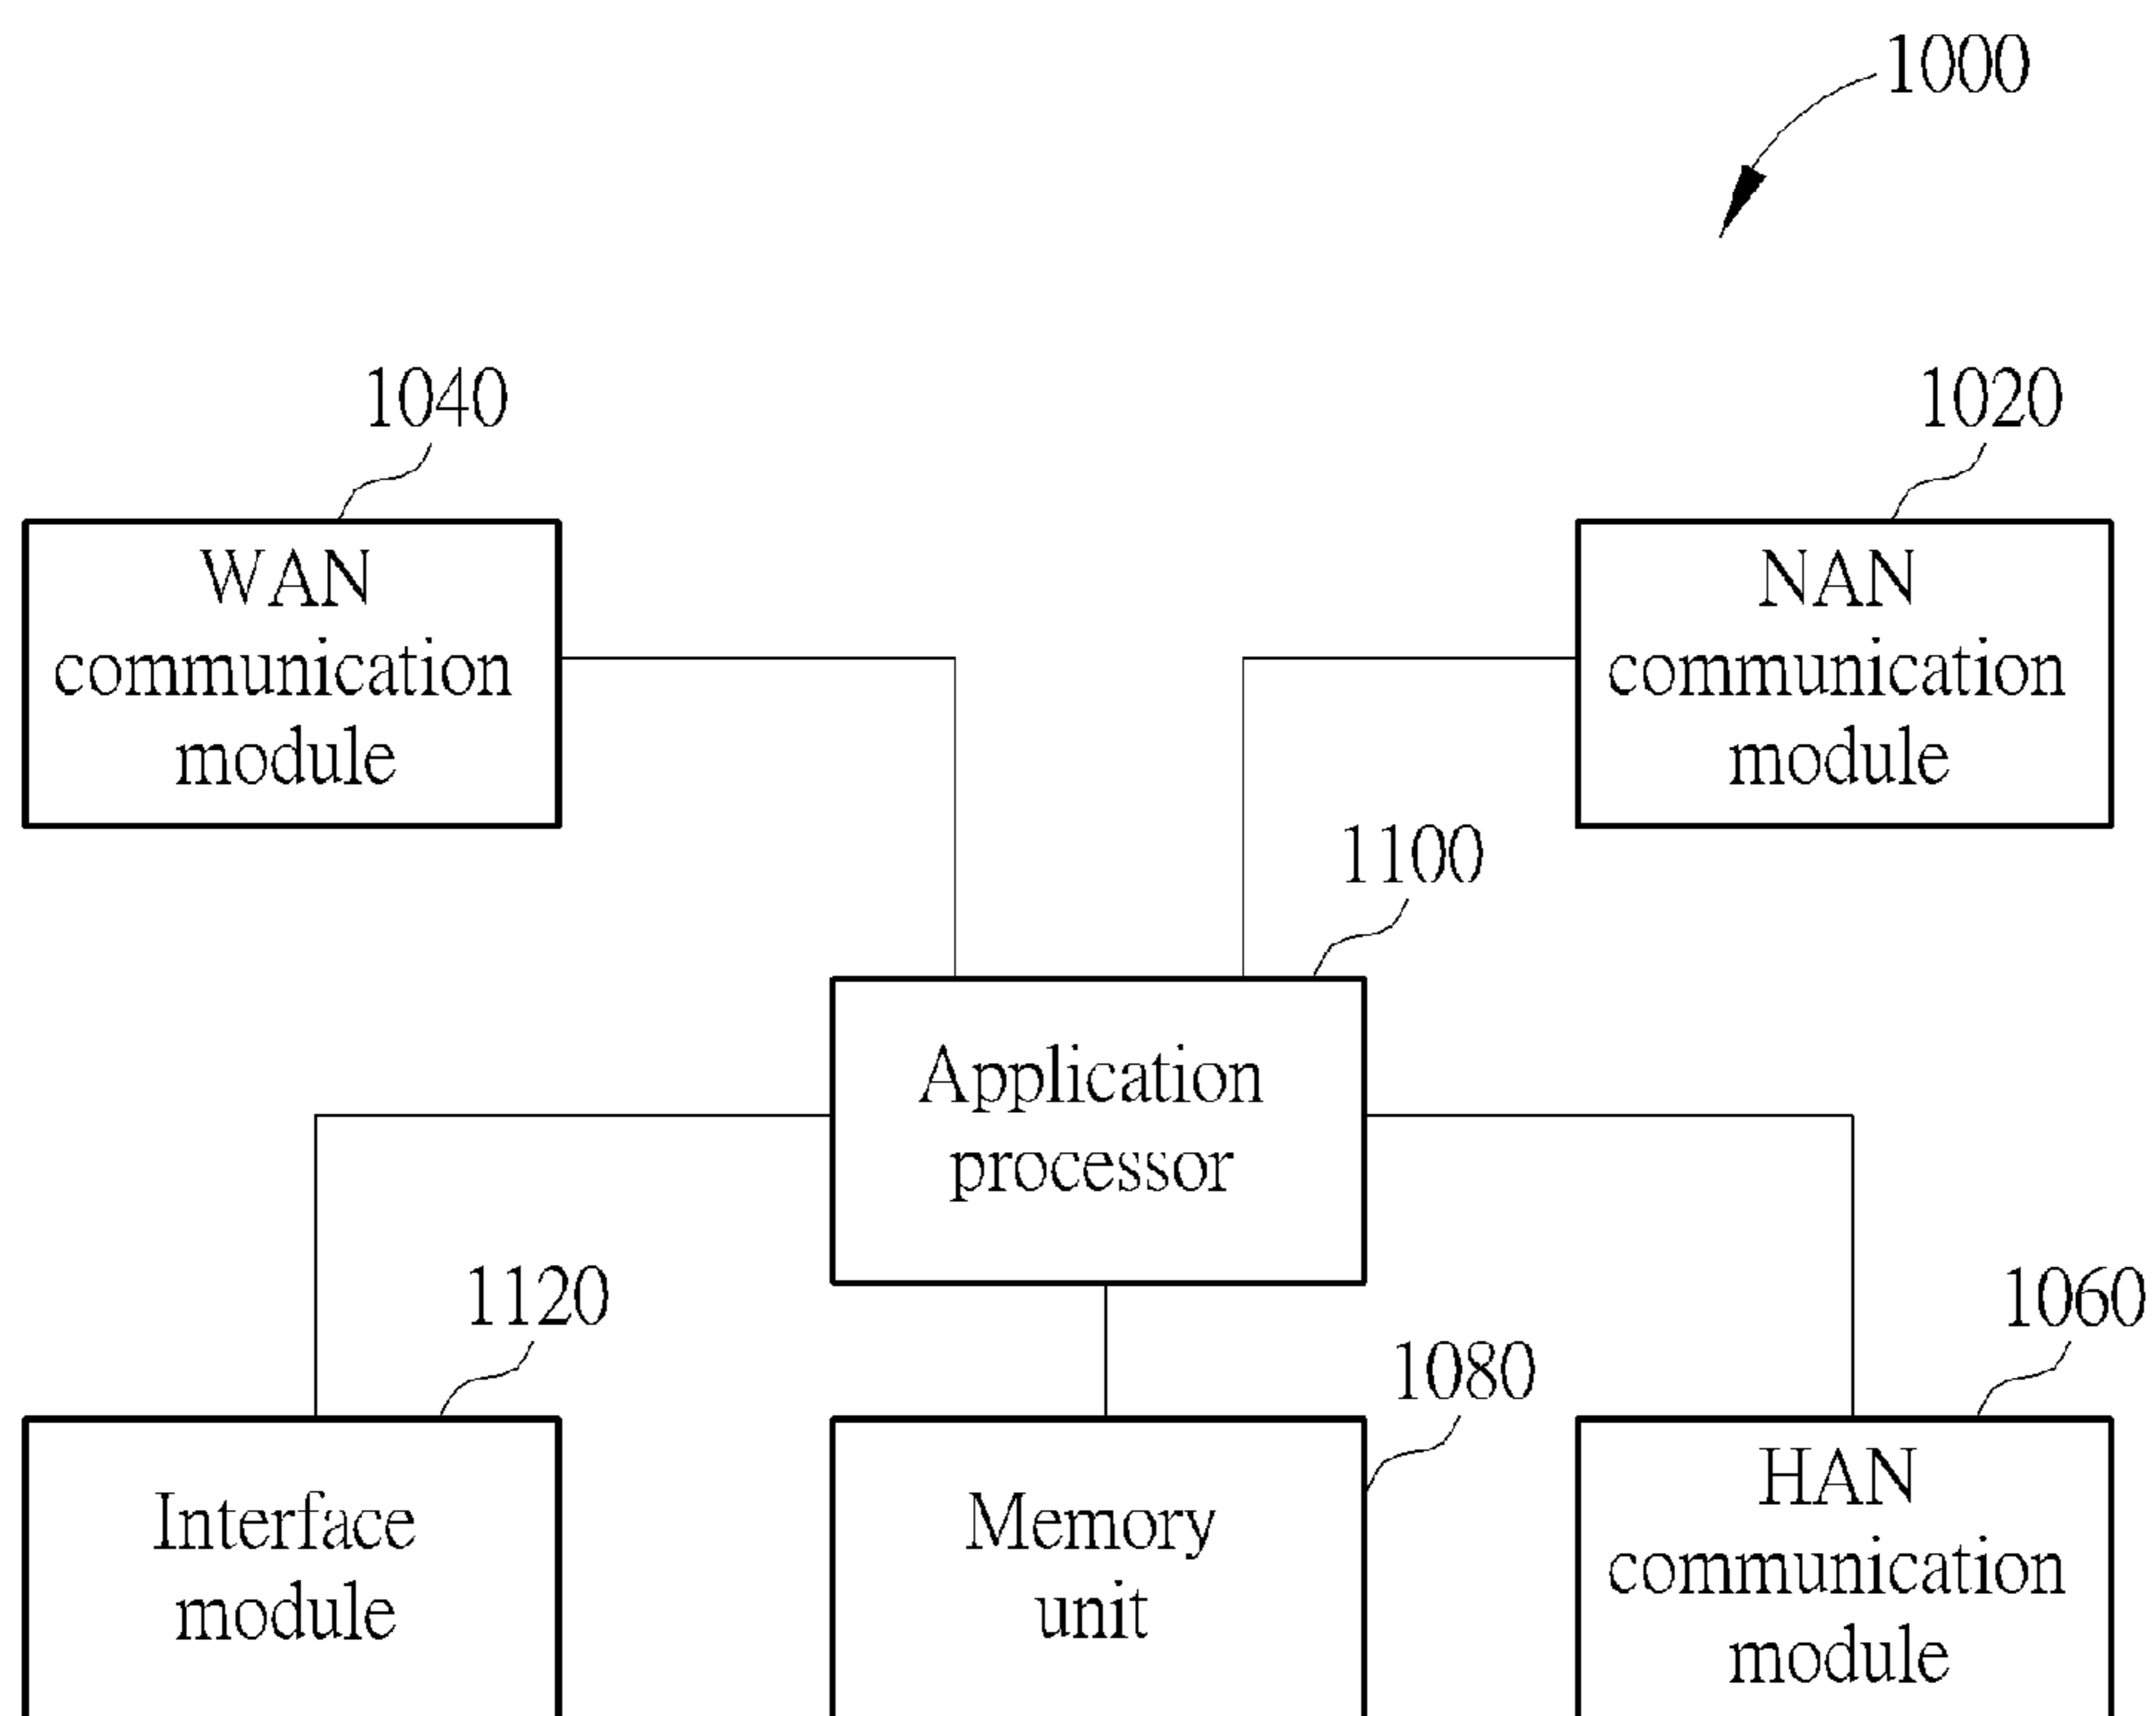 1000
1040
1020
WAN
communication
module
NAN
communication
module
1100
Application
processor
1120
1080
1060
Interface
module
Memory
unit
HAN
communication
module